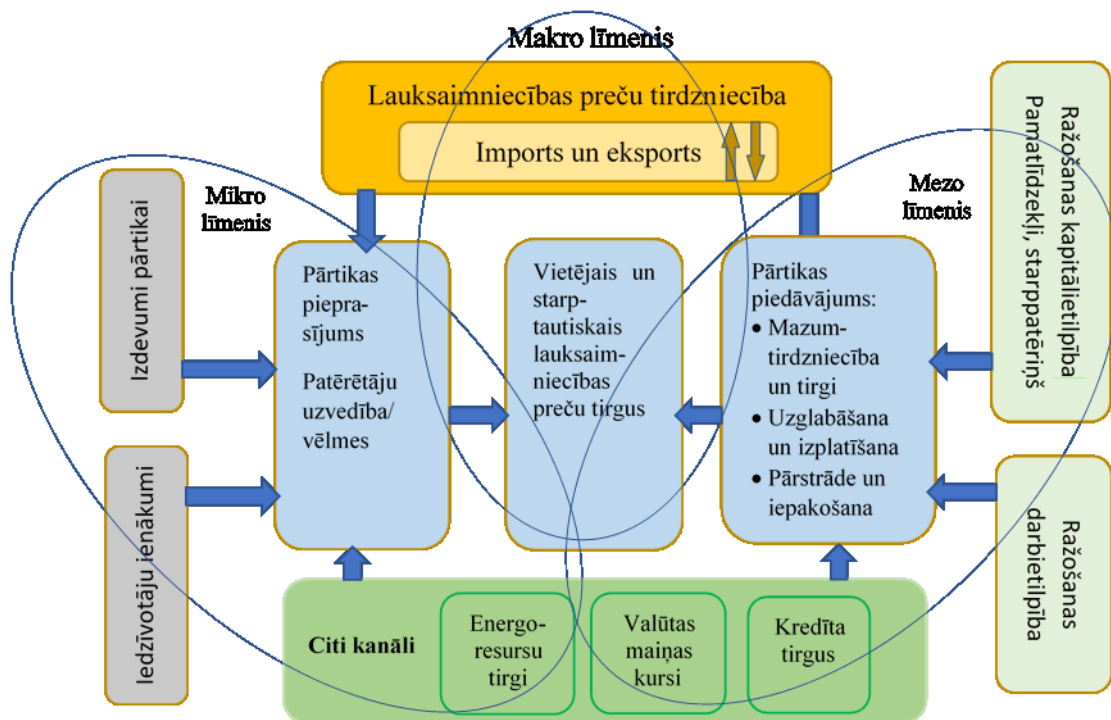 Makro līmenis
Lauksaimniecības preču tirdzniecība
Imports un eksports
Mikro
līmenis
Mezo
līmenis
Izdevumi pārtikai
Iedzīvotāju ienākumi
Pārtikas
piepra-
sījums
Patērētāju
uzvedība/
vēlmes
Vietējais un
starp-
tautiskais
lauksaim-
niecības
preču tirgus
Pārtikas
piedāvājums:
• Mazum-
tirdzniecība
un tirgi
• Uzglabāšana
un izplatīšana
• Pārstrāde un
iepakošana
Ražošanas kapitālietilpība
Pamatlīdzekļi, starppatēriņš
Ražošanas
darbietilpība
Citi kanāli
Energo-
resursu
tirgi
Valūtas
maiņas
kursi
Kredīta
tirgus